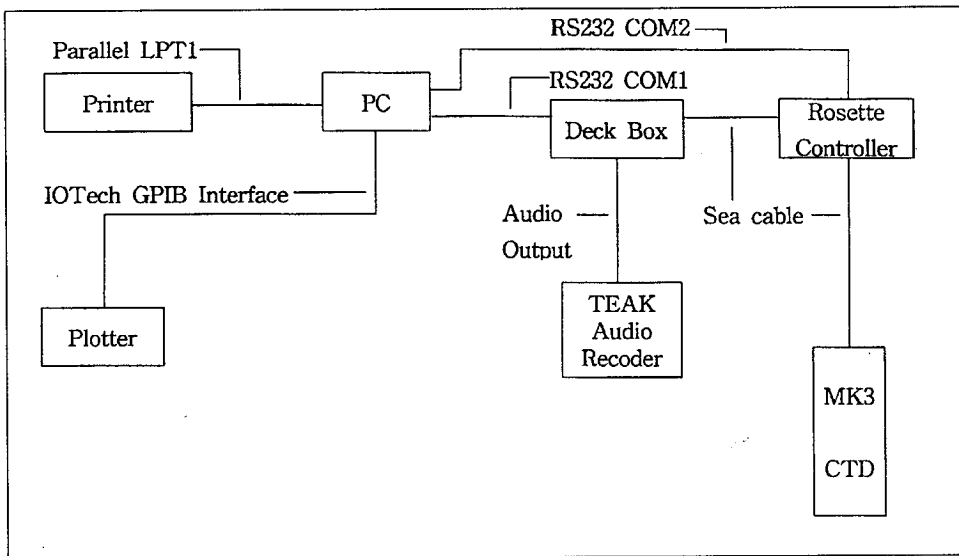 RS232 COM2
Parallel LPT1
RS232 COM1
Printer
PC
Deck Box
Rosette
Controller
IOTech GPIB Interface
Audio
Output
Sea cable
Plotter
TEAK
Audio
Recoder
MK3
CTD